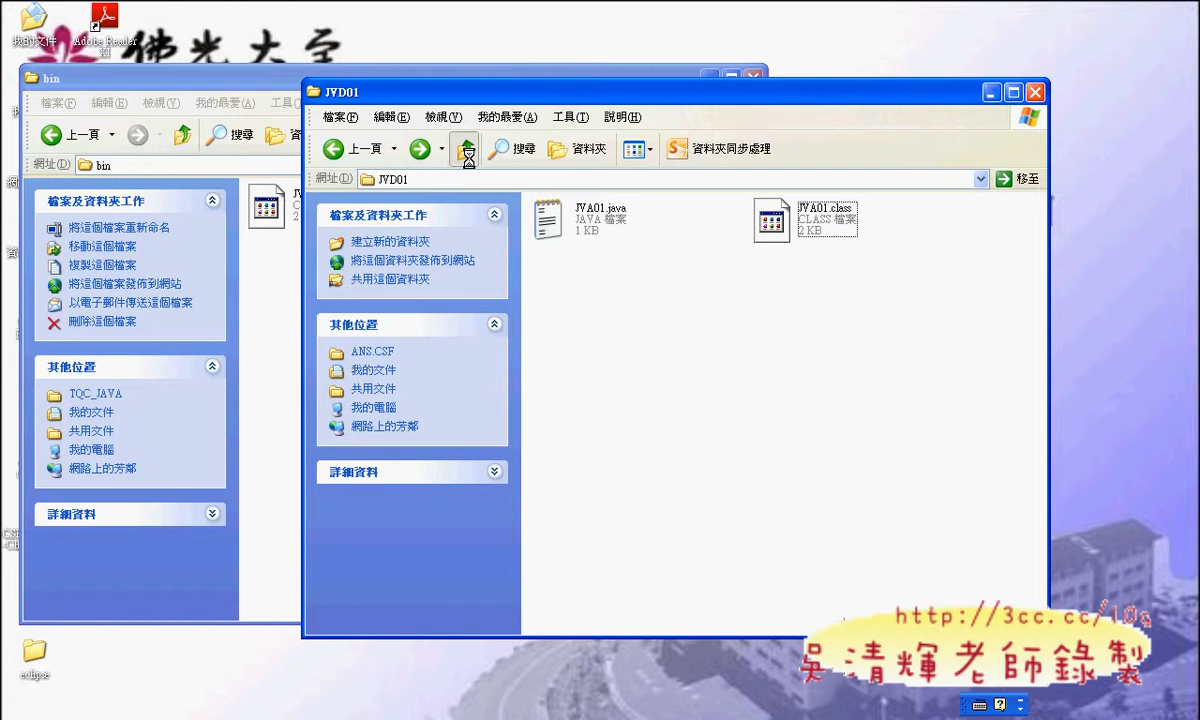 我的文件
Adobe Reader XI
佛光大學
bin
檔案(F) 編輯(E) 檢視(V) 我的最愛(A) 工具(
上一頁 搜尋 資
網址(D) bin
檔案及資料夾工作
將這個檔案重新命名
移動這個檔案
複製這個檔案
將這個檔案發佈到網站
以電子郵件傳送這個檔案
刪除這個檔案
其他位置
TQC_JAVA
我的文件
共用文件
我的電腦
網路上的芳鄰
詳細資料
JVD01
檔案(F) 編輯(E) 檢視(V) 我的最愛(A) 工具(T) 說明(H)
上一頁 搜尋 資料夾 資料夾同步處理
網址(D) JVD01 移至
檔案及資料夾工作
建立新的資料夾
將這個資料夾發佈到網站
共用這個資料夾
其他位置
ANS.CSF
我的文件
共用文件
我的電腦
網路上的芳鄰
詳細資料
JVA01.java
JAVA 檔案
1 KB
JVA01.class
CLASS 檔案
2 KB
eclipse
http://3cc.cc/10q
吳清輝老師錄製